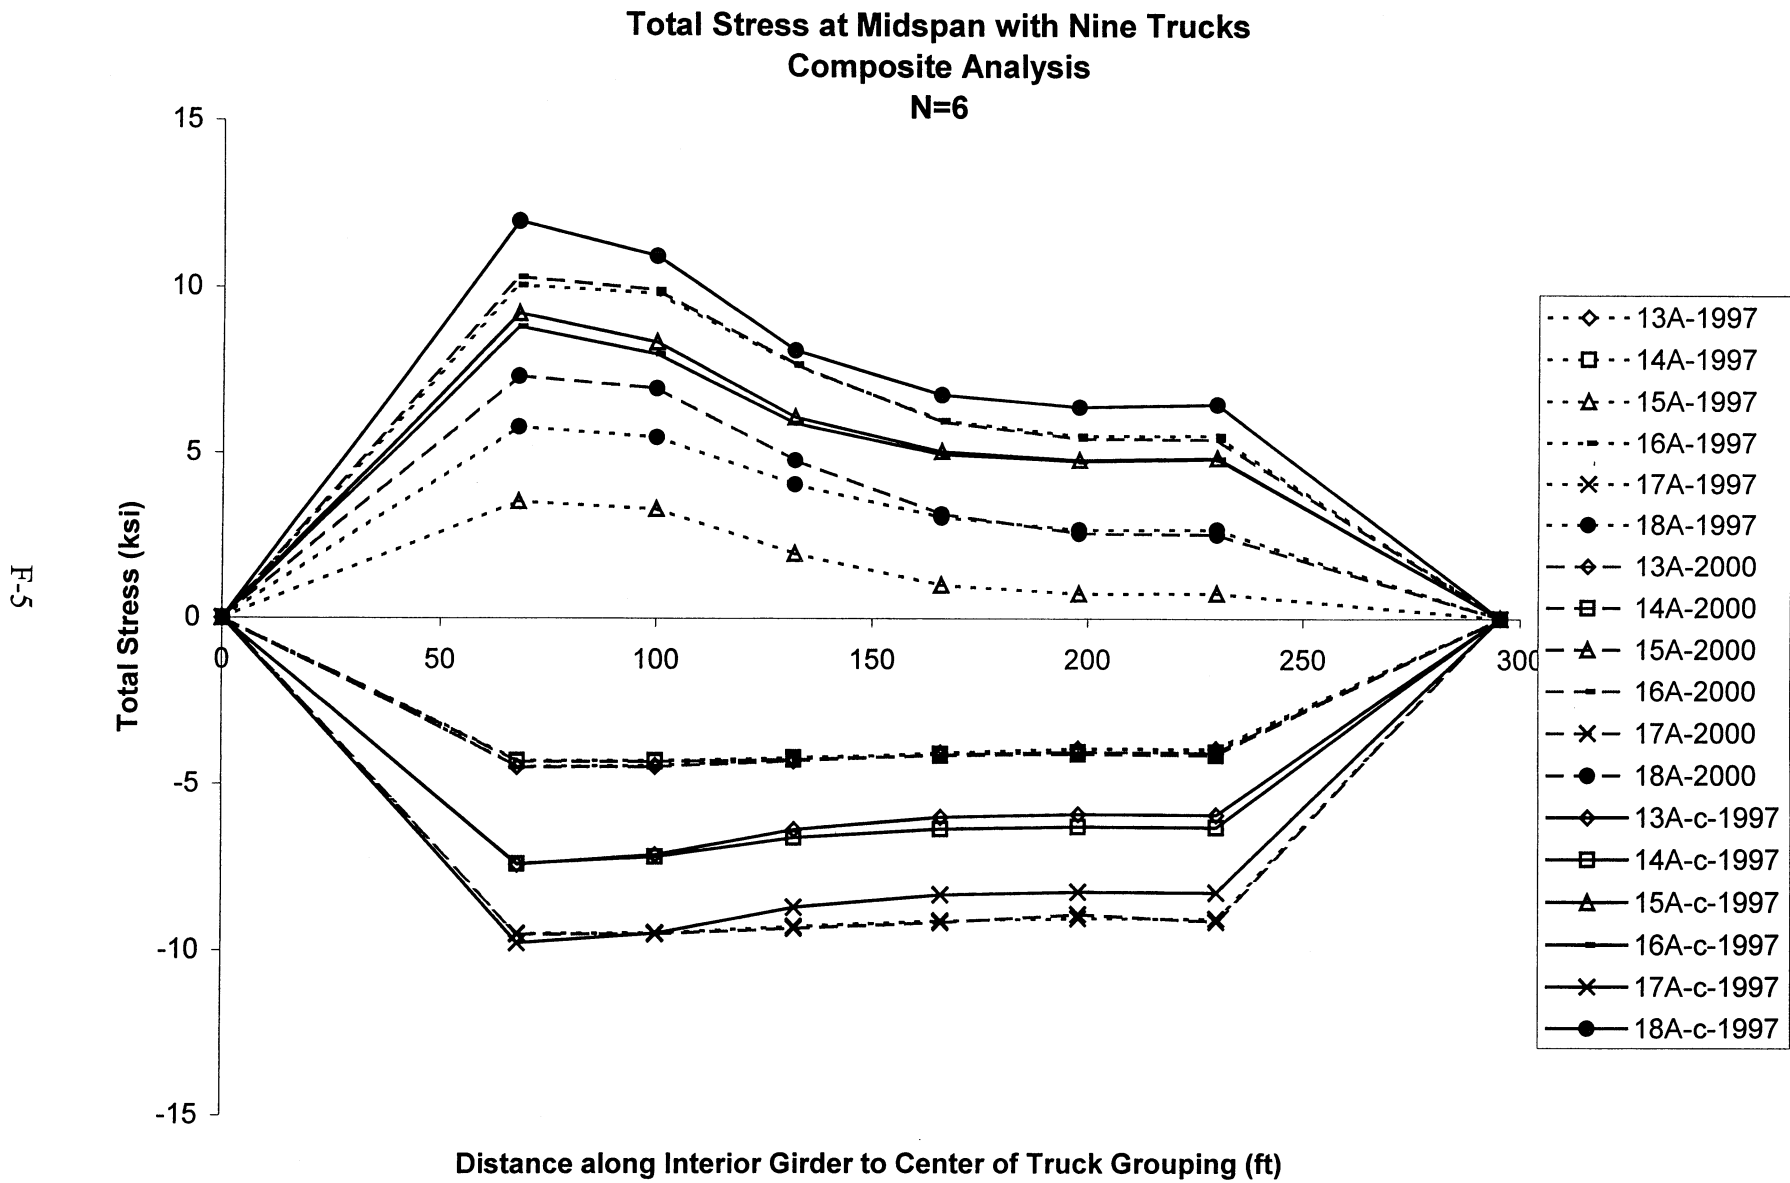 Total Stress at Midspan with Nine Trucks
Composite Analysis
N=6
15
10
5
0
-5
-10
-15
Total Stress (ksi)
0 50 100 150 200 250 300
Distance along Interior Girder to Center of Truck Grouping (ft)
13A-1997
14A-1997
15A-1997
16A-1997
17A-1997
18A-1997
13A-2000
14A-2000
15A-2000
16A-2000
17A-2000
18A-2000
13A-c-1997
14A-c-1997
15A-c-1997
16A-c-1997
17A-c-1997
18A-c-1997
F-5